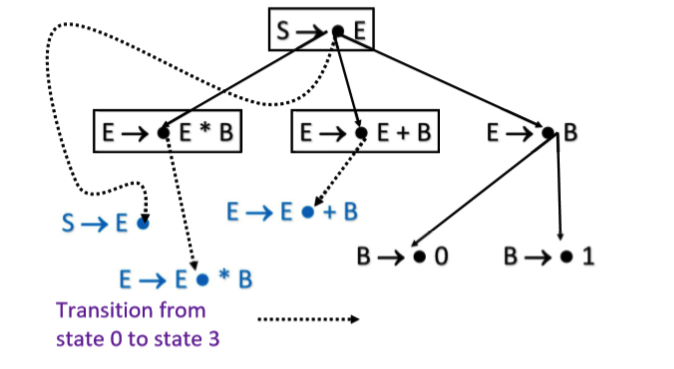 S → • E
E → • E * B
E → • E + B
E → • B
S → E •
E → E • + B
B → • 0
B → • 1
E → E • * B
Transition from
state 0 to state 3